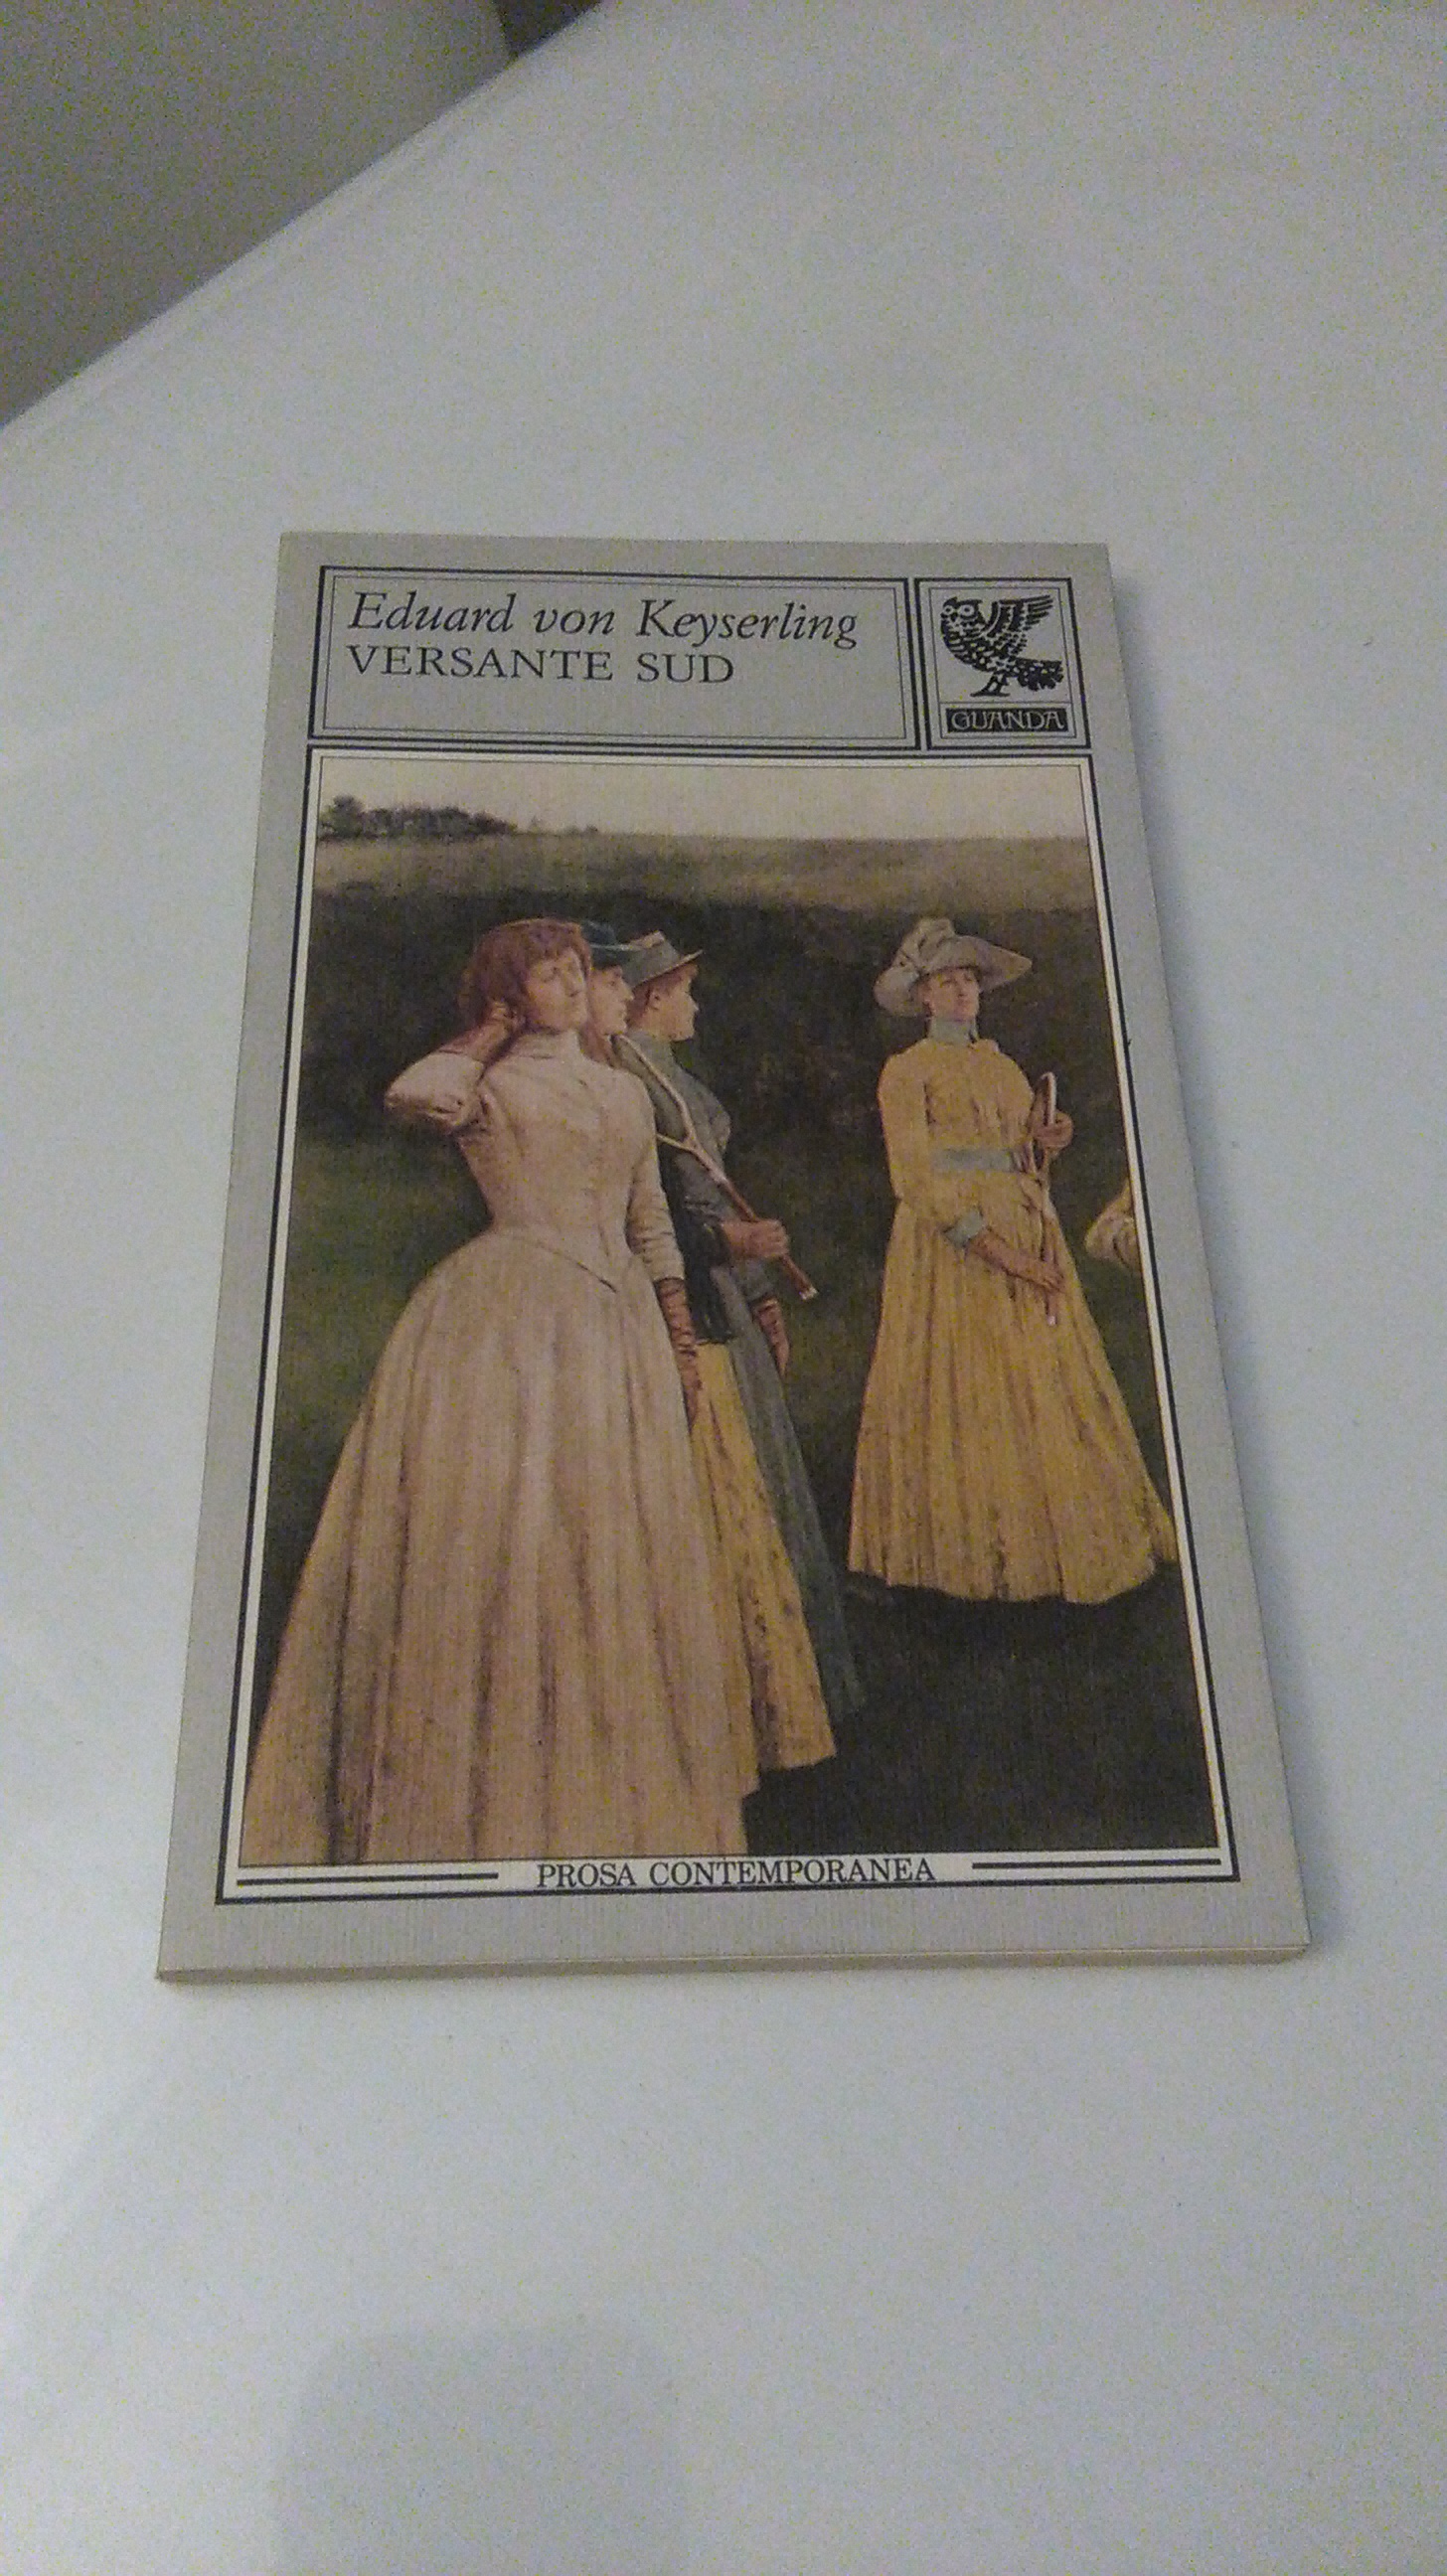 Eduard von Keyserling
VERSANTE SUD
GUANDA
PROSA CONTEMPORANEA